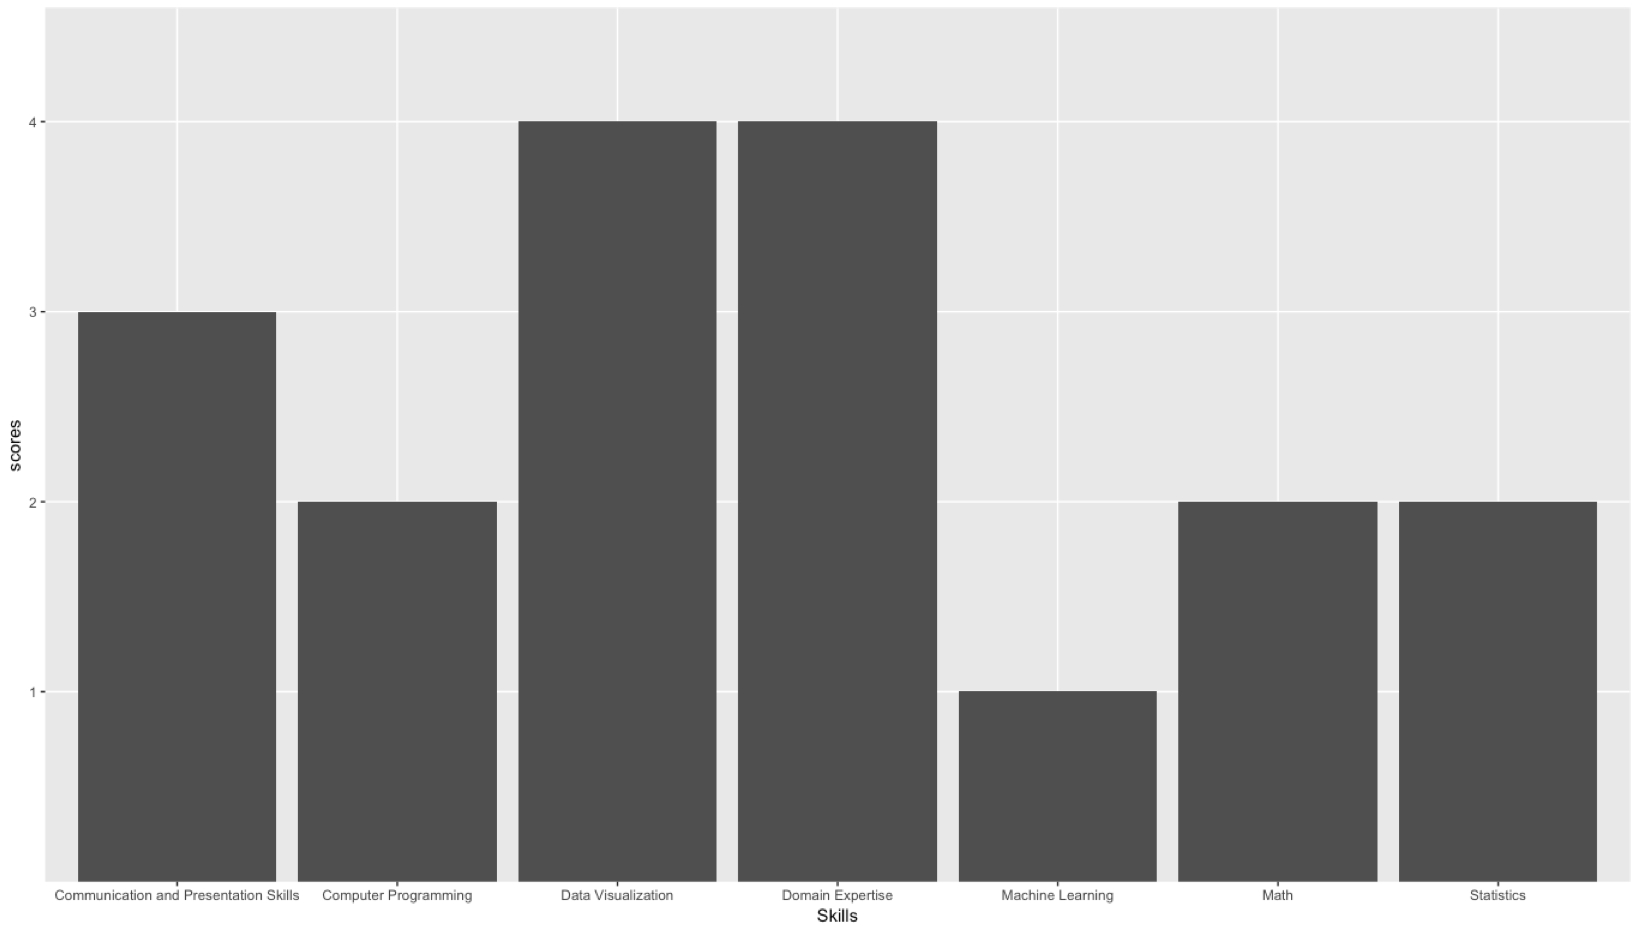 4
3
2
1
scores
Communication and Presentation Skills
Computer Programming
Data Visualization
Domain Expertise
Machine Learning
Math
Statistics
Skills